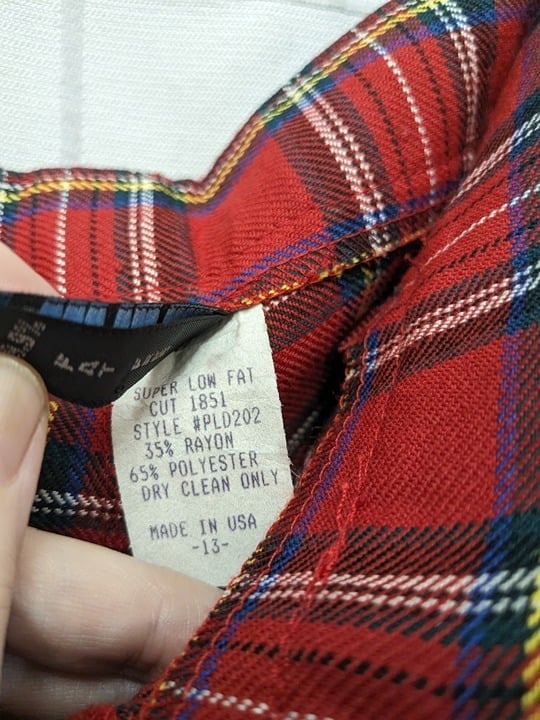 SUPER LOW FAT
CUT 1851
STYLE #PLD202
35% RAYON
65% POLYESTER
DRY CLEAN ONLY
MADE IN USA
-13-